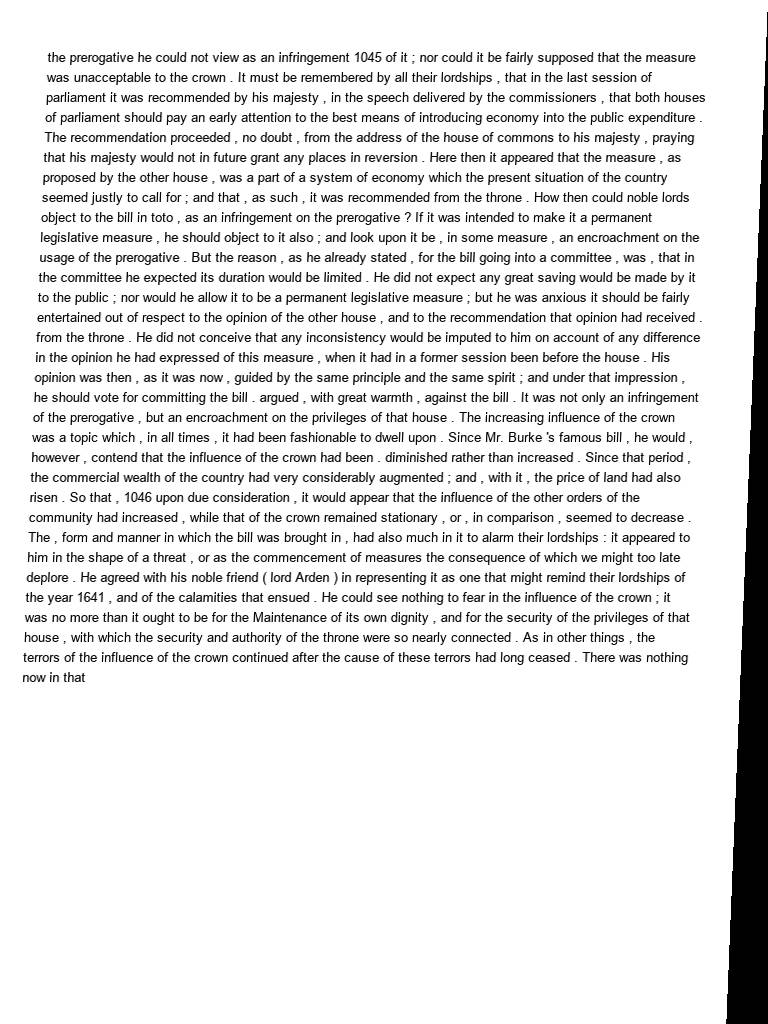 the prerogative he could not view as an infringement 1045 of it ; nor could it be fairly supposed that the measure
was unacceptable to the crown . It must be remembered by all their lordships , that in the last session of
parliament it was recommended by his majesty , in the speech delivered by the commissioners , that both houses
of parliament should pay an early attention to the best means of introducing economy into the public expenditure .
The recommendation proceeded , no doubt , from the address of the house of commons to his majesty , praying
that his majesty would not in future grant any places in reversion . Here then it appeared that the measure , as
proposed by the other house , was a part of a system of economy which the present situation of the country
seemed justly to call for ; and that , as such , it was recommended from the throne . How then could noble lords
object to the bill in toto , as an infringement on the prerogative ? If it was intended to make it a permanent
legislative measure , he should object to it also ; and look upon it be , in some measure , an encroachment on the
usage of the prerogative . But the reason , as he already stated , for the bill going into a committee , was , that in
the committee he expected its duration would be limited . He did not expect any great saving would be made by it
to the public ; nor would he allow it to be a permanent legislative measure ; but he was anxious it should be fairly
entertained out of respect to the opinion of the other house , and to the recommendation that opinion had received .
from the throne . He did not conceive that any inconsistency would be imputed to him on account of any difference
in the opinion he had expressed of this measure , when it had in a former session been before the house . His
opinion was then , as it was now , guided by the same principle and the same spirit ; and under that impression ,
he should vote for committing the bill . argued , with great warmth , against the bill . It was not only an infringement
of the prerogative , but an encroachment on the privileges of that house . The increasing influence of the crown
was a topic which , in all times , it had been fashionable to dwell upon . Since Mr. Burke 's famous bill , he would ,
however , contend that the influence of the crown had been . diminished rather than increased . Since that period ,
the commercial wealth of the country had very considerably augmented ; and , with it , the price of land had also
risen . So that , 1046 upon due consideration , it would appear that the influence of the other orders of the
community had increased , while that of the crown remained stationary , or , in comparison , seemed to decrease .
The , form and manner in which the bill was brought in , had also much in it to alarm their lordships : it appeared to
him in the shape of a threat , or as the commencement of measures the consequence of which we might too late
deplore . He agreed with his noble friend ( lord Arden ) in representing it as one that might remind their lordships of
the year 1641 , and of the calamities that ensued . He could see nothing to fear in the influence of the crown ; it
was no more than it ought to be for the Maintenance of its own dignity , and for the security of the privileges of that
house , with which the security and authority of the throne were so nearly connected . As in other things , the
terrors of the influence of the crown continued after the cause of these terrors had long ceased . There was nothing
now in that